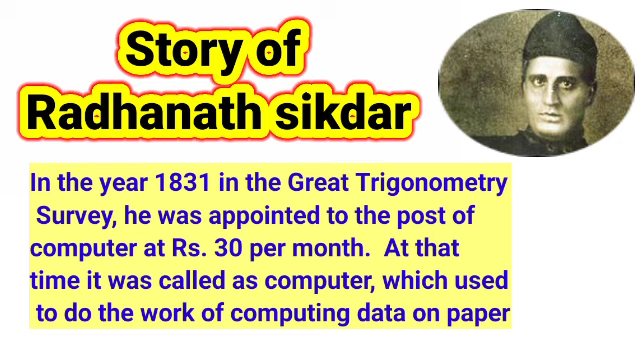 Story of
Radhanath sikdar
In the year 1831 in the Great Trigonometry
Survey, he was appointed to the post of
computer at Rs. 30 per month. At that
time it was called as computer, which used
to do the work of computing data on paper